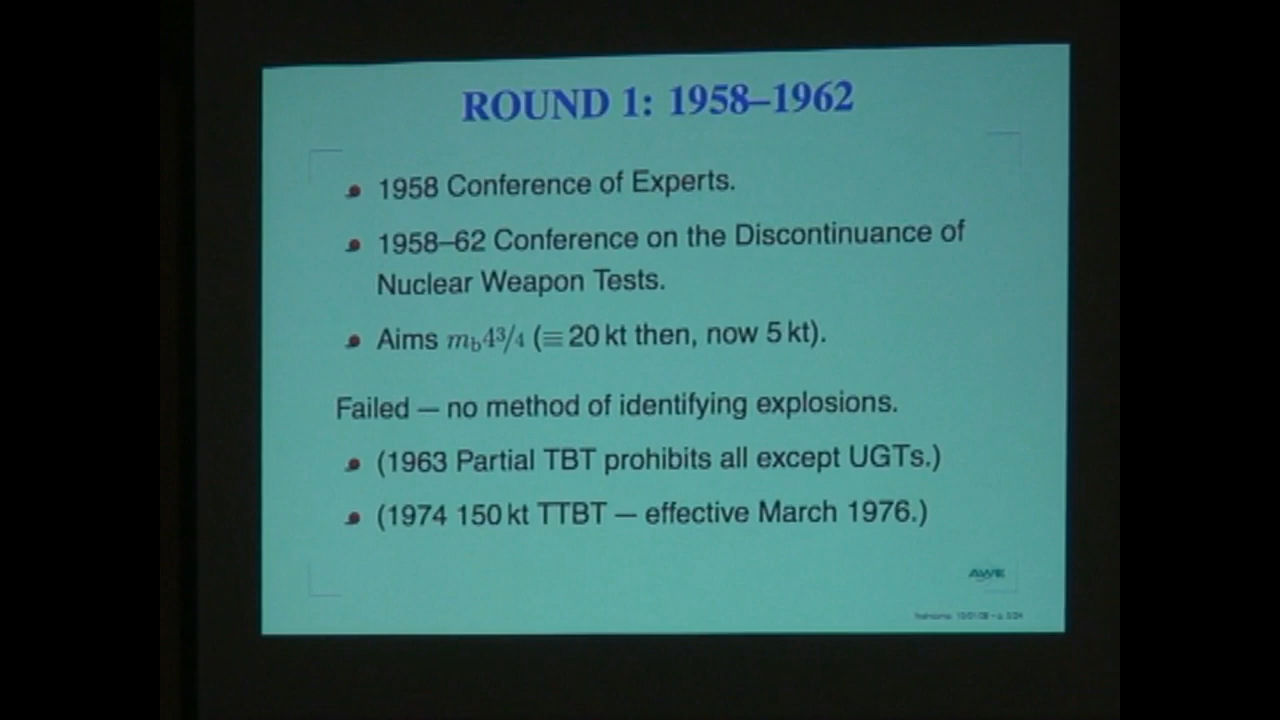 ROUND 1: 1958–1962
1958 Conference of Experts.
1958–62 Conference on the Discontinuance of
Nuclear Weapon Tests.
Aims m_b4¾ (≡ 20 kt then, now 5 kt).
Failed — no method of identifying explosions.
(1963 Partial TBT prohibits all except UGTs.)
(1974 150 kt TTBT — effective March 1976.)
AWE